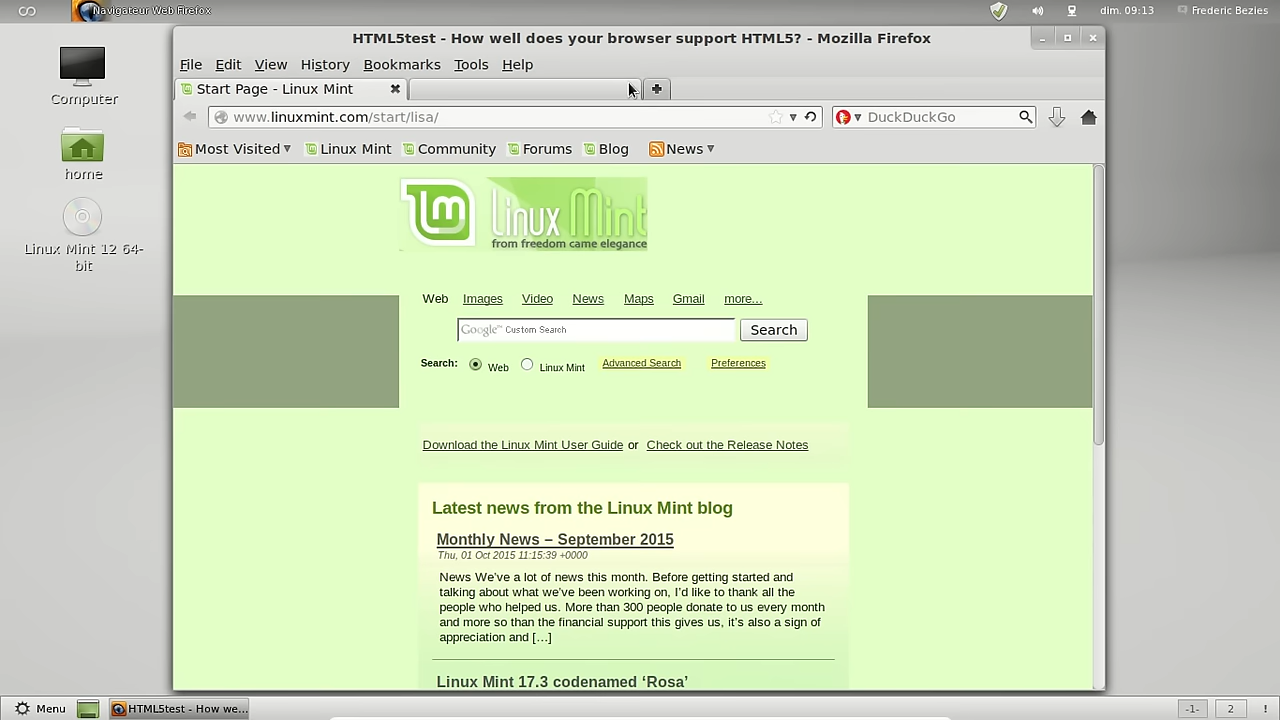 Navigateur Web Firefox
dim. 09:13
Frederic Bezies
Computer
home
Linux Mint 12 64-
bit
HTML5test - How well does your browser support HTML5? - Mozilla Firefox
File Edit View History Bookmarks Tools Help
Start Page - Linux Mint
www.linuxmint.com/start/lisa/
DuckDuckGo
Most Visited Linux Mint Community Forums Blog News
Linux Mint
from freedom came elegance
Web Images Video News Maps Gmail more...
Google™ Custom Search
Search
Search: Web Linux Mint Advanced Search Preferences
Download the Linux Mint User Guide or Check out the Release Notes
Latest news from the Linux Mint blog
Monthly News – September 2015
Thu, 01 Oct 2015 11:15:39 +0000
News We’ve a lot of news this month. Before getting started and
talking about what we’ve been working on, I’d like to thank all the
people who helped us. More than 300 people donate to us every month
and more so than the financial support this gives us, it’s also a sign of
appreciation and […]
Linux Mint 17.3 codenamed ‘Rosa’
Menu
HTML5test - How we...
-1-
2
!